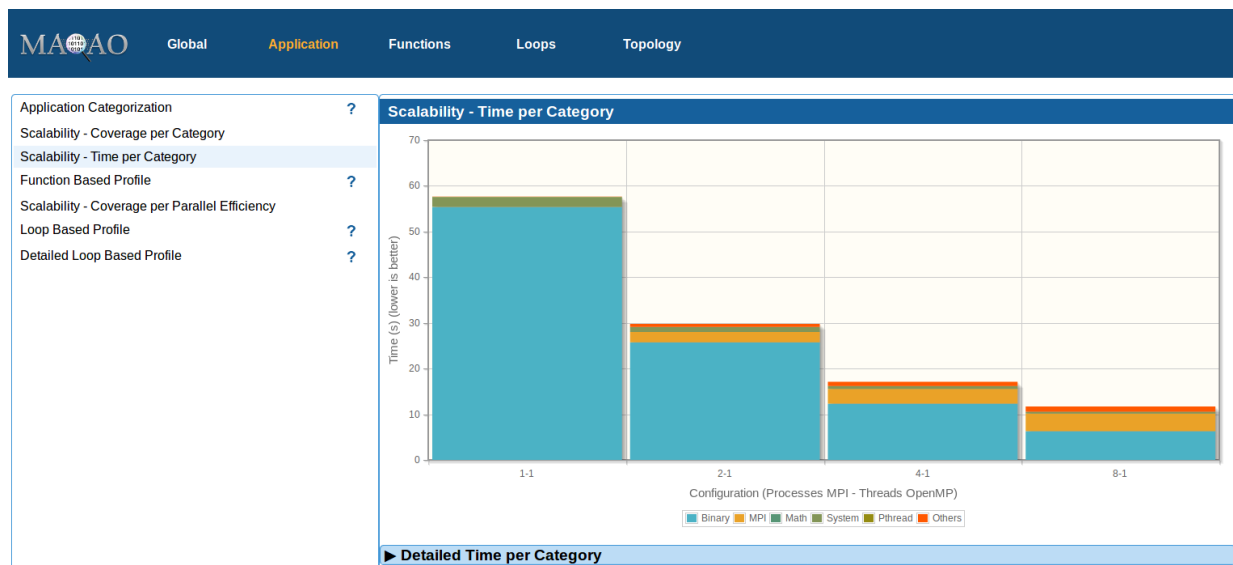 MAQAO Global Application Functions Loops Topology
Application Categorization ?
Scalability - Coverage per Category
Scalability - Time per Category
Function Based Profile ?
Scalability - Coverage per Parallel Efficiency
Loop Based Profile ?
Detailed Loop Based Profile ?
Scalability - Time per Category
70
60
50
40
30
20
10
0
Time (s) (lower is better)
1-1 2-1 4-1 8-1
Configuration (Processes MPI - Threads OpenMP)
Binary MPI Math System Pthread Others
▶ Detailed Time per Category